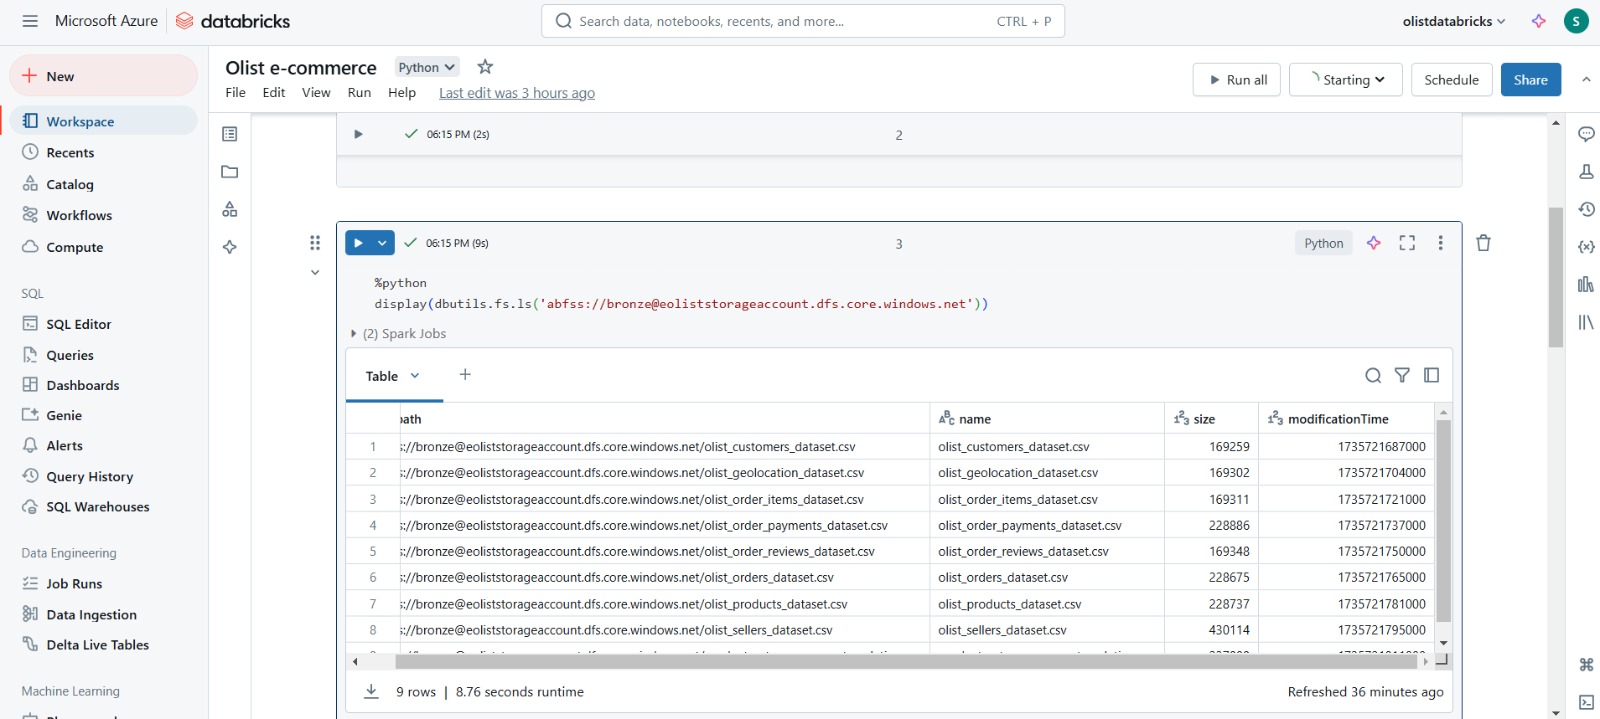 Microsoft Azure databricks
Search data, notebooks, recents, and more... CTRL + P
olistdatabricks S
New
Workspace
Recents
Catalog
Workflows
Compute
SQL
SQL Editor
Queries
Dashboards
Genie
Alerts
Query History
SQL Warehouses
Data Engineering
Job Runs
Data Ingestion
Delta Live Tables
Machine Learning
Olist e-commerce Python
File Edit View Run Help Last edit was 3 hours ago
Run all Starting Schedule Share
06:15 PM (2s) 2
06:15 PM (9s) 3 Python
%python
display(dbutils.fs.ls('abfss://bronze@eoliststorageaccount.dfs.core.windows.net'))
(2) Spark Jobs
Table +
path name size modificationTime
1 s://bronze@eoliststorageaccount.dfs.core.windows.net/olist_customers_dataset.csv olist_customers_dataset.csv 169259 1735721687000
2 s://bronze@eoliststorageaccount.dfs.core.windows.net/olist_geolocation_dataset.csv olist_geolocation_dataset.csv 169302 1735721704000
3 s://bronze@eoliststorageaccount.dfs.core.windows.net/olist_order_items_dataset.csv olist_order_items_dataset.csv 169311 1735721721000
4 s://bronze@eoliststorageaccount.dfs.core.windows.net/olist_order_payments_dataset.csv olist_order_payments_dataset.csv 228886 1735721737000
5 s://bronze@eoliststorageaccount.dfs.core.windows.net/olist_order_reviews_dataset.csv olist_order_reviews_dataset.csv 169348 1735721750000
6 s://bronze@eoliststorageaccount.dfs.core.windows.net/olist_orders_dataset.csv olist_orders_dataset.csv 228675 1735721765000
7 s://bronze@eoliststorageaccount.dfs.core.windows.net/olist_products_dataset.csv olist_products_dataset.csv 228737 1735721781000
8 s://bronze@eoliststorageaccount.dfs.core.windows.net/olist_sellers_dataset.csv olist_sellers_dataset.csv 430114 1735721795000
9 rows | 8.76 seconds runtime Refreshed 36 minutes ago